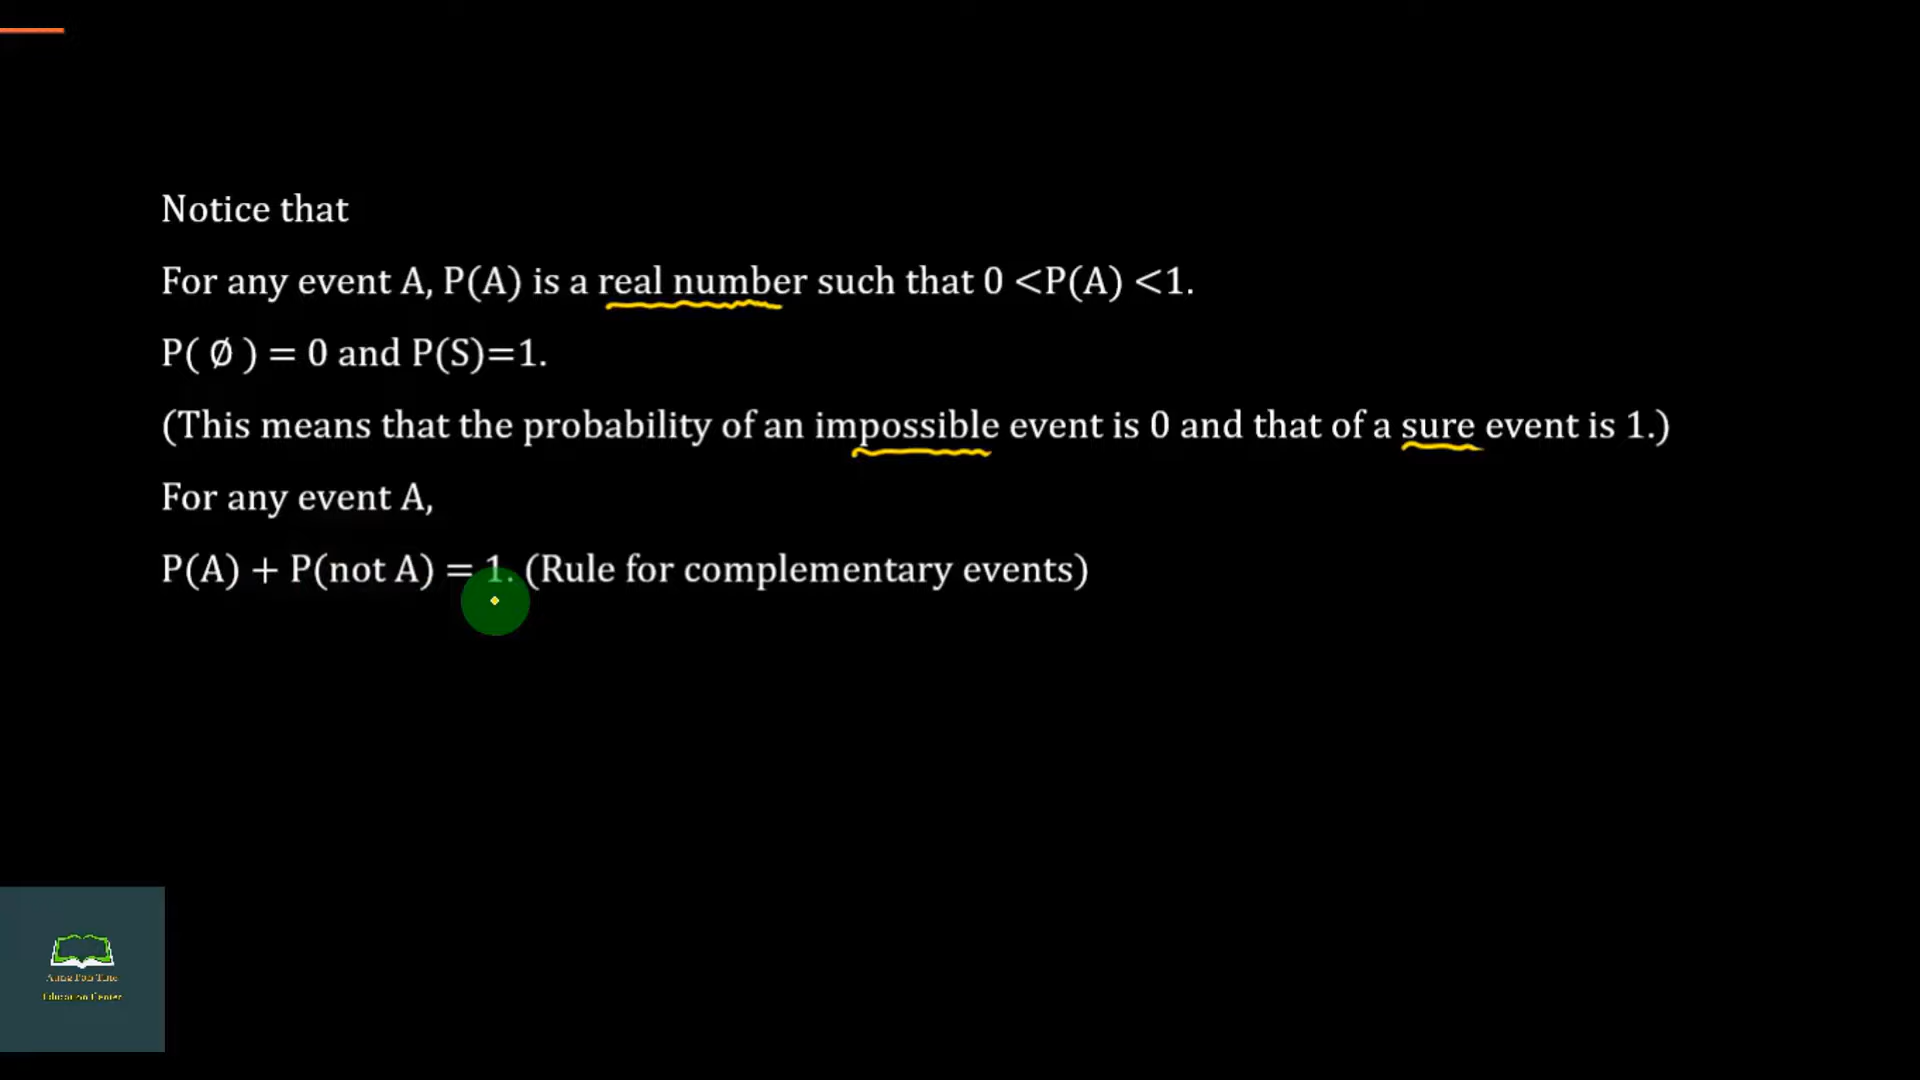 Notice that
For any event A, P(A) is a real number such that 0 <P(A) <1.
P( ∅ ) = 0 and P(S)=1.
(This means that the probability of an impossible event is 0 and that of a sure event is 1.)
For any event A,
P(A) + P(not A) = 1. (Rule for complementary events)
Education Center